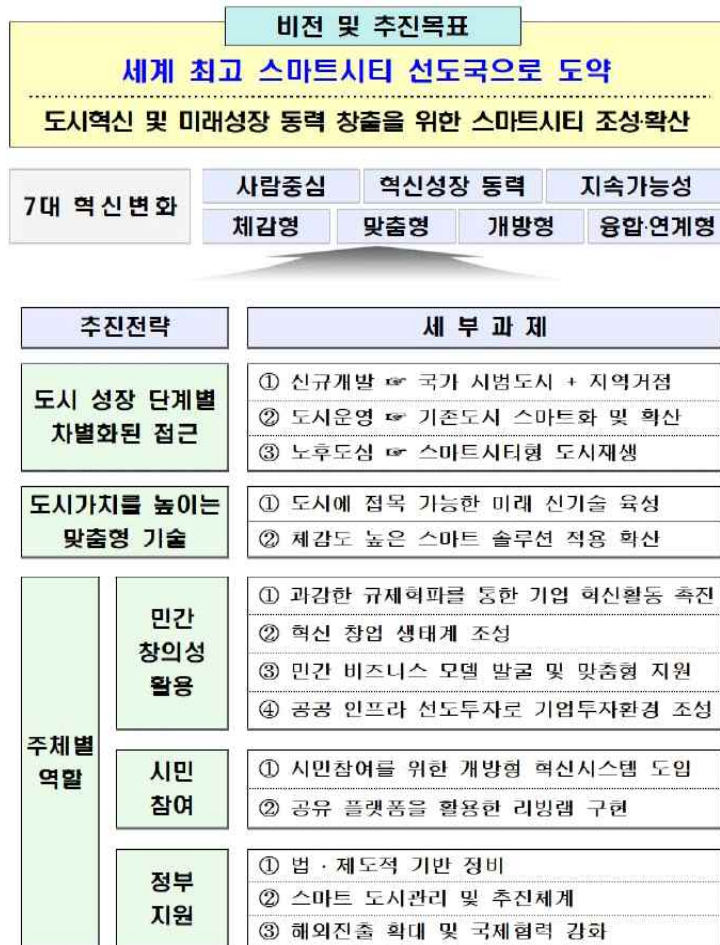 비전 및 추진목표
세계 최고 스마트시티 선도국으로 도약
도시혁신 및 미래성장 동력 창출을 위한 스마트시티 조성·확산
7대 혁신변화
사람중심 혁신성장 동력 지속가능성
체감형 맞춤형 개방형 융합·연계형
추진전략
세 부 과 제
도시 성장 단계별
차별화된 접근
① 신규개발 ☞ 국가 시범도시 + 지역거점
② 도시운영 ☞ 기존도시 스마트화 및 확산
③ 노후도심 ☞ 스마트시티형 도시재생
도시가치를 높이는
맞춤형 기술
① 도시에 접목 가능한 미래 신기술 육성
② 체감도 높은 스마트 솔루션 적용 확산
주체별
역할
민간
창의성
활용
① 과감한 규제혁파를 통한 기업 혁신활동 촉진
② 혁신 창업 생태계 조성
③ 민간 비즈니스 모델 발굴 및 맞춤형 지원
④ 공공 인프라 선도투자로 기업투자환경 조성
시민
참여
① 시민참여를 위한 개방형 혁신시스템 도입
② 공유 플랫폼을 활용한 리빙랩 구현
정부
지원
① 법·제도적 기반 정비
② 스마트 도시관리 및 추진체계
③ 해외진출 확대 및 국제협력 강화